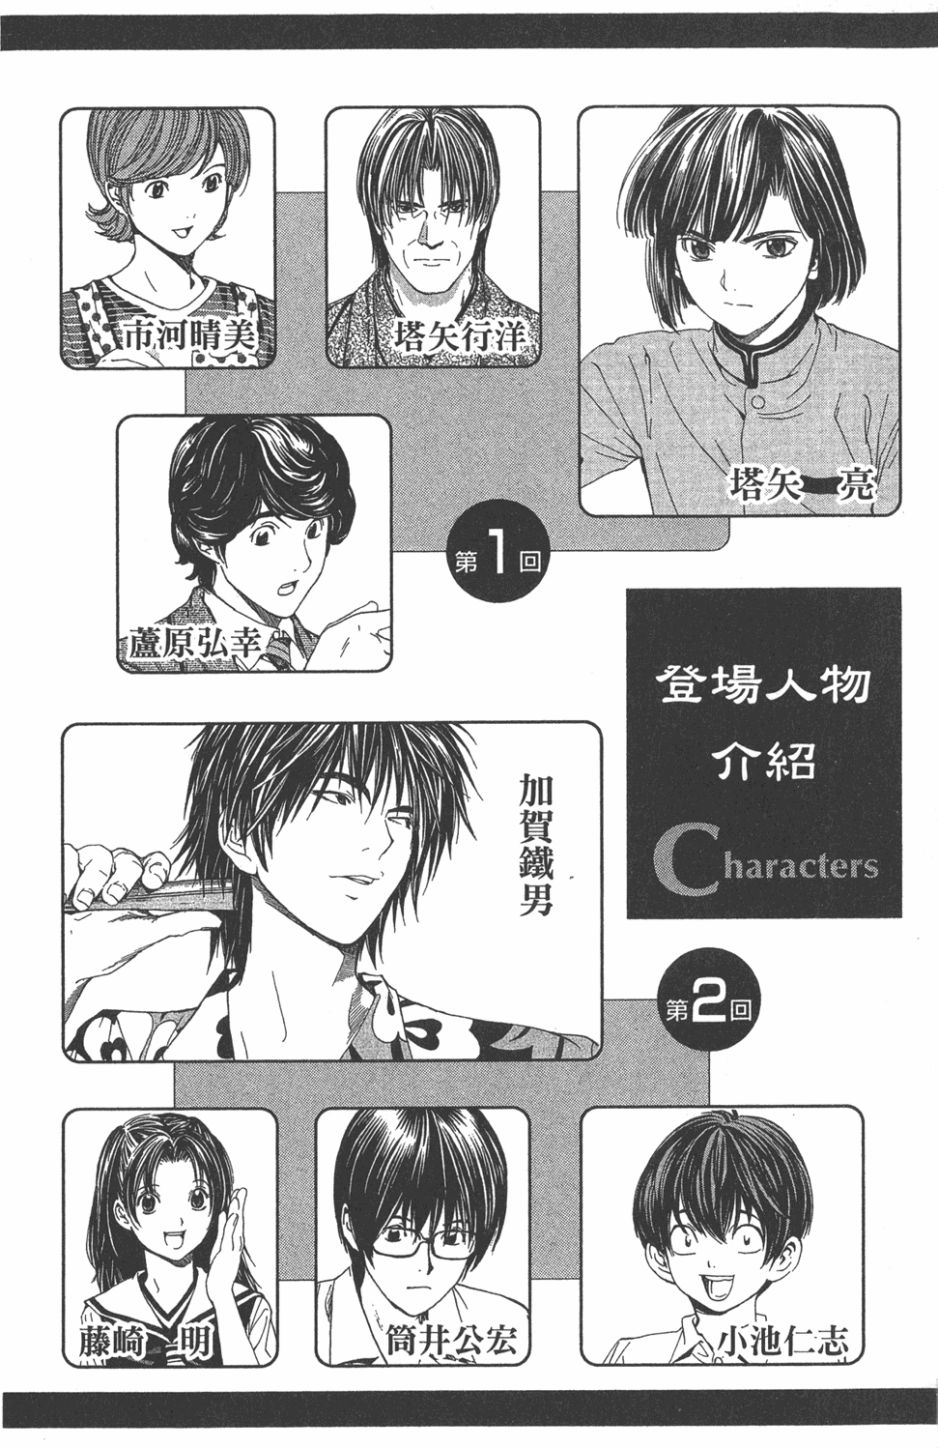 登場人物
介紹
Characters
第1回
塔矢 亮
塔矢行洋
市河晴美
蘆原弘幸
第2回
加賀鐵男
小池仁志
筒井公宏
藤崎 明